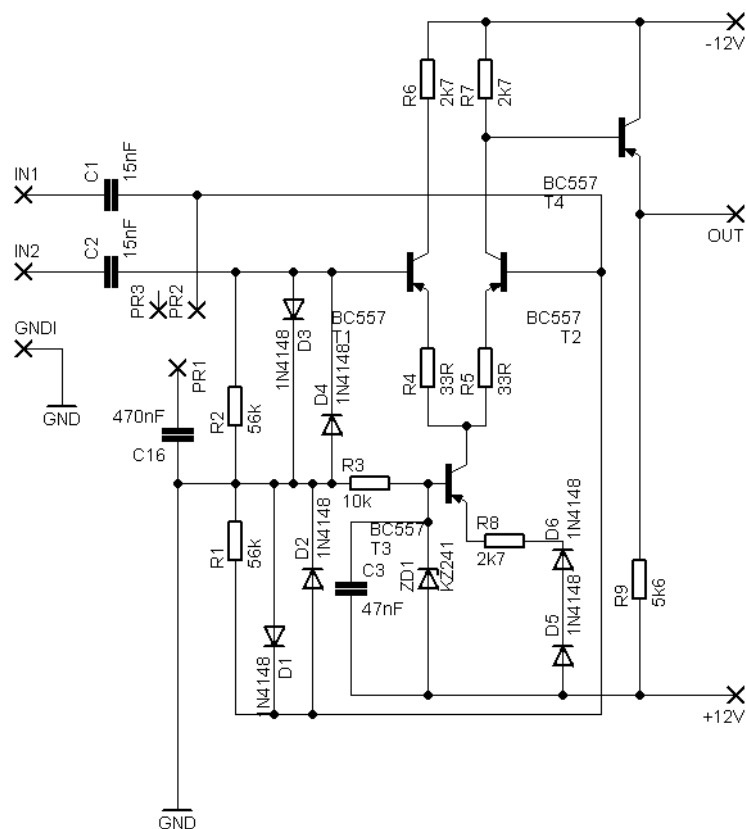 -12V
R6
2k7
R7
2k7
IN1
C1
15nF
BC557
T4
OUT
IN2
C2
15nF
PR3
PR2
GNDI
1N4148
D3
BC557
T1
1N4148
D4
BC557
T2
PR1
R4
33R
R5
33R
GND
470nF
C16
R2
56k
R3
10k
1N4148
D2
R1
56k
BC557
T3
C3
47nF
ZD1
KZ241
R8
2k7
D6
1N4148
D5
1N4148
R9
5k6
1N4148
D1
+12V
GND